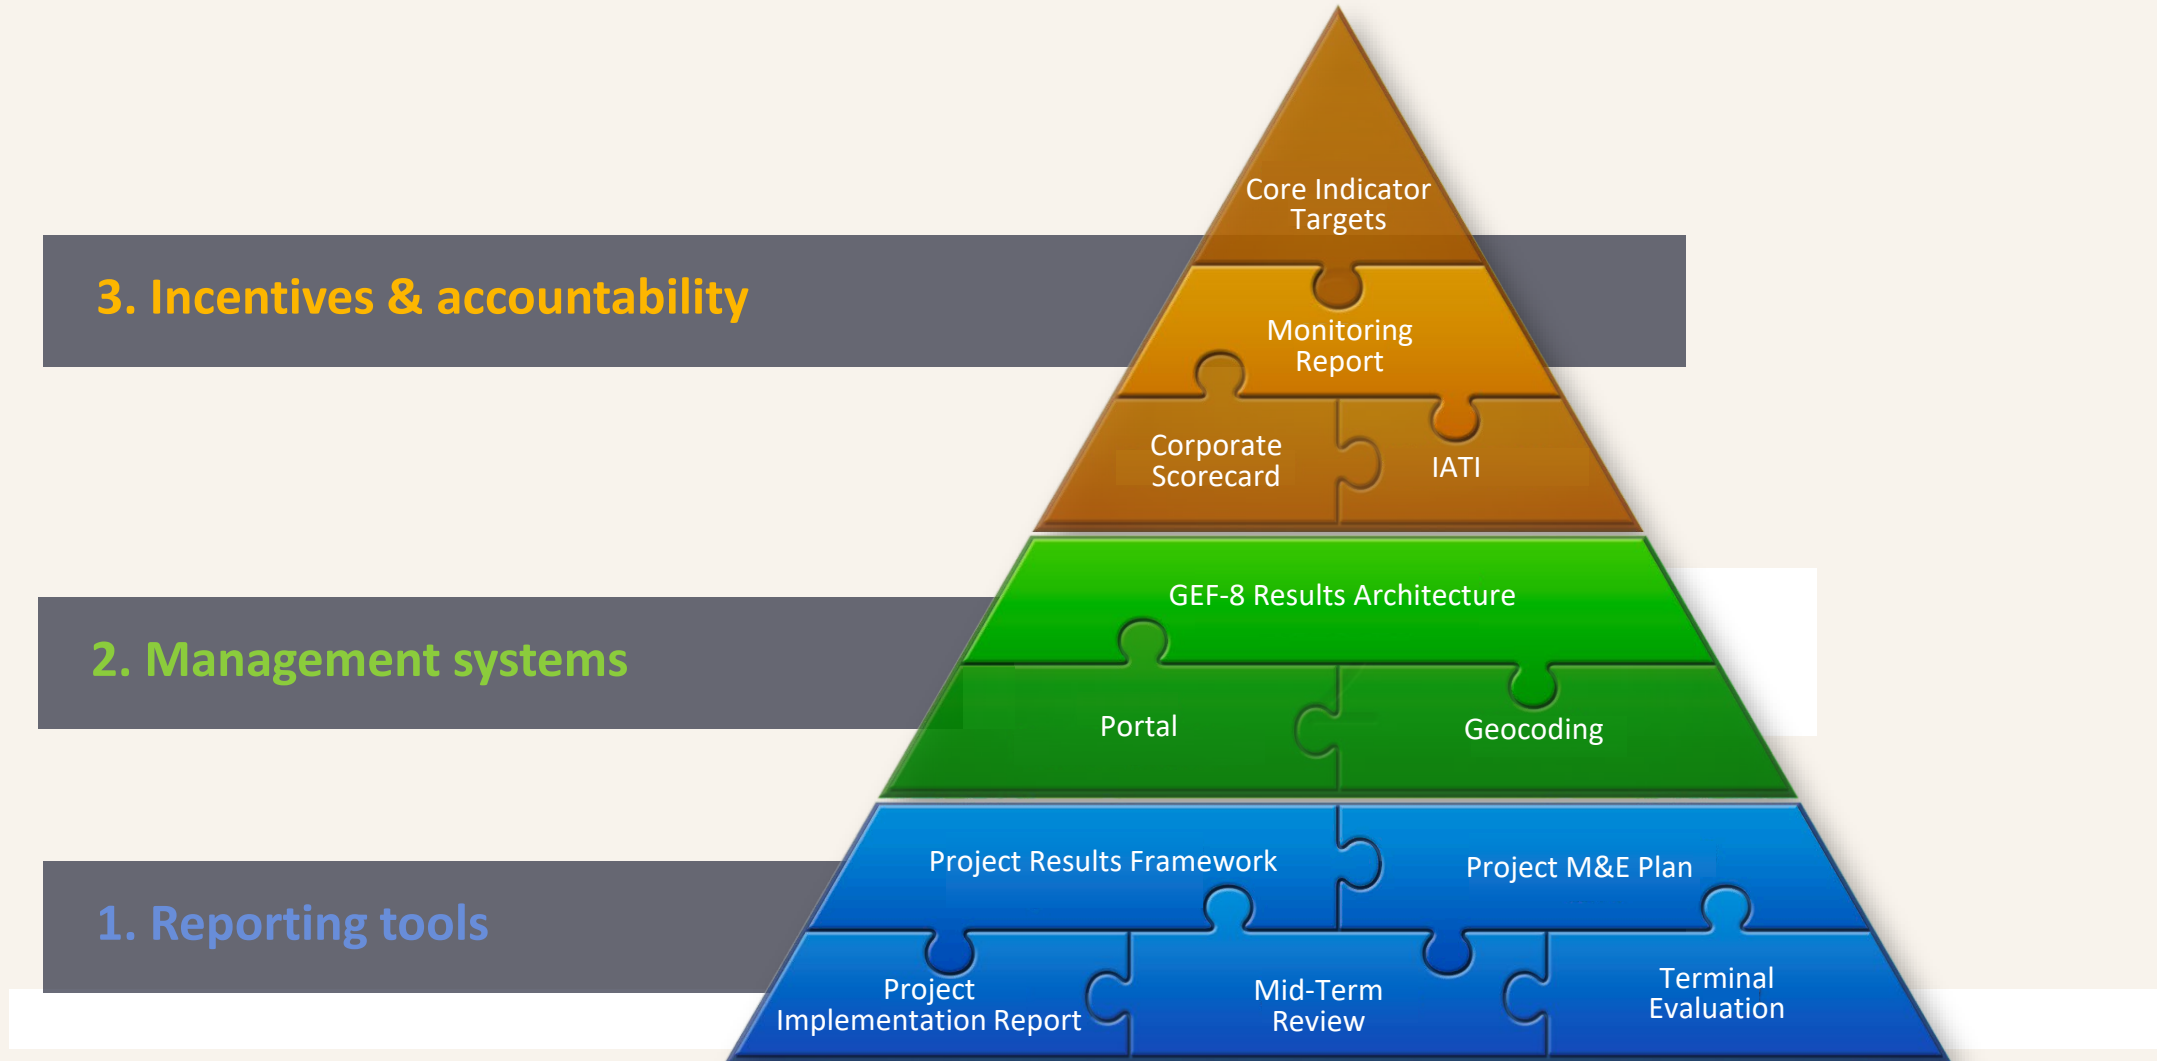 Core Indicator
Targets
3. Incentives & accountability
Monitoring
Report
Corporate
Scorecard
IATI
GEF-8 Results Architecture
2. Management systems
Portal
Geocoding
Project Results Framework
Project M&E Plan
1. Reporting tools
Project
Implementation Report
Mid-Term
Review
Terminal
Evaluation